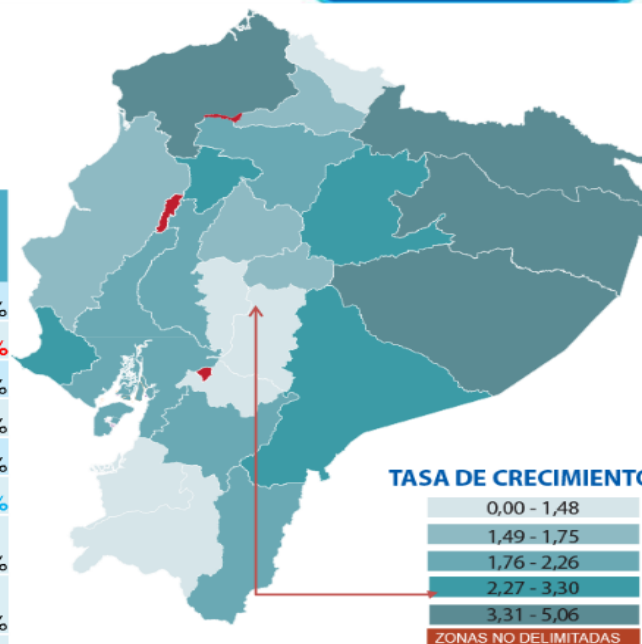 %
%
%
%
%
%
%
%
TASA DE CRECIMIENTO
0,00 - 1,48
1,49 - 1,75
1,76 - 2,26
2,27 - 3,30
3,31 - 5,06
ZONAS NO DELIMITADAS